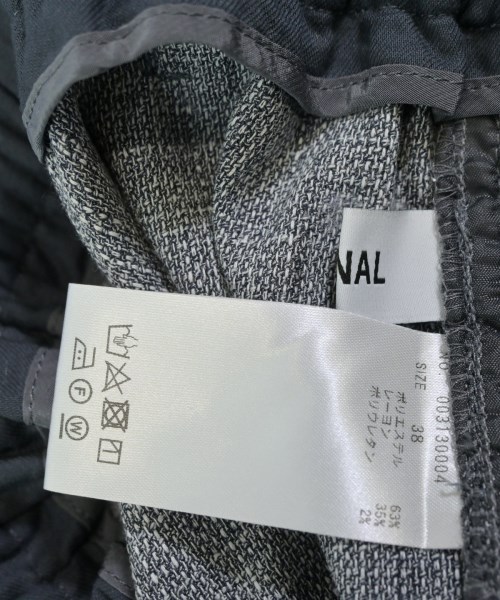 NAL
NO. 003130004
SIZE 38
ポリエステル 63%
レーヨン 35%
ポリウレタン 2%
F
W